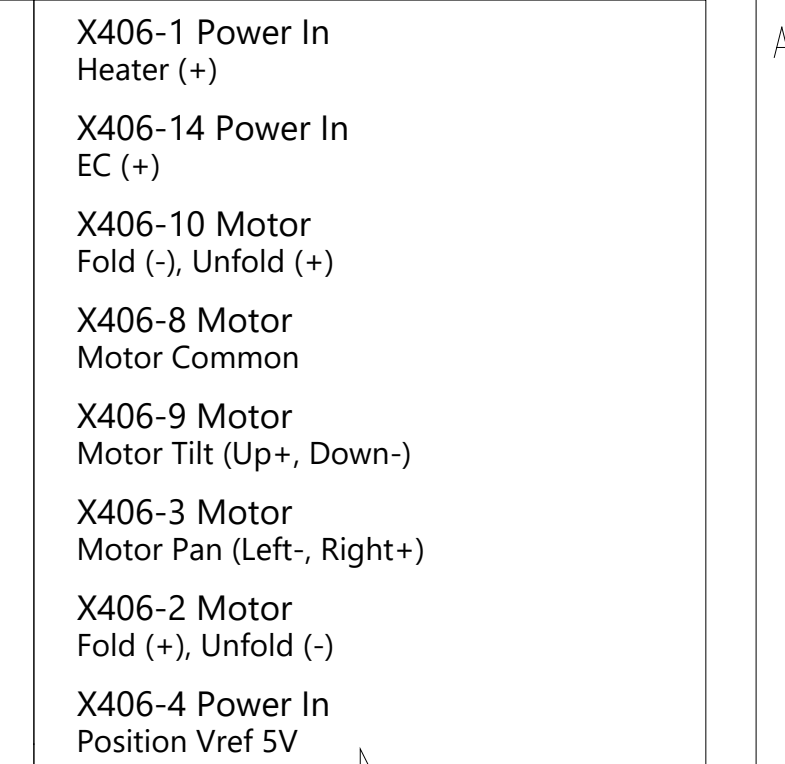 X406-1 Power In
Heater (+)
X406-14 Power In
EC (+)
X406-10 Motor
Fold (-), Unfold (+)
X406-8 Motor
Motor Common
X406-9 Motor
Motor Tilt (Up+, Down-)
X406-3 Motor
Motor Pan (Left-, Right+)
X406-2 Motor
Fold (+), Unfold (-)
X406-4 Power In
Position Vref 5V